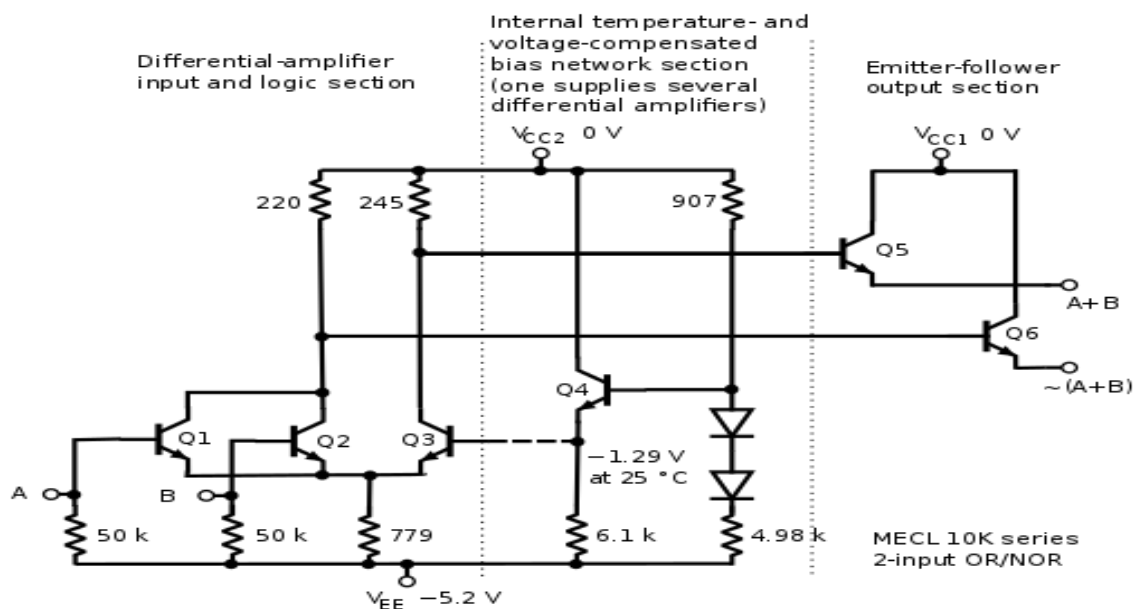 Differential-amplifier
input and logic section
Internal temperature- and
voltage-compensated
bias network section
(one supplies several
differential amplifiers)
Emitter-follower
output section
VCC2 0 V
VCC1 0 V
220
245
907
Q5
A+B
Q6
~(A+B)
Q4
Q1
Q2
Q3
−1.29 V
at 25 °C
A
B
50 k
50 k
779
6.1 k
4.98 k
MECL 10K series
2-input OR/NOR
VEE −5.2 V